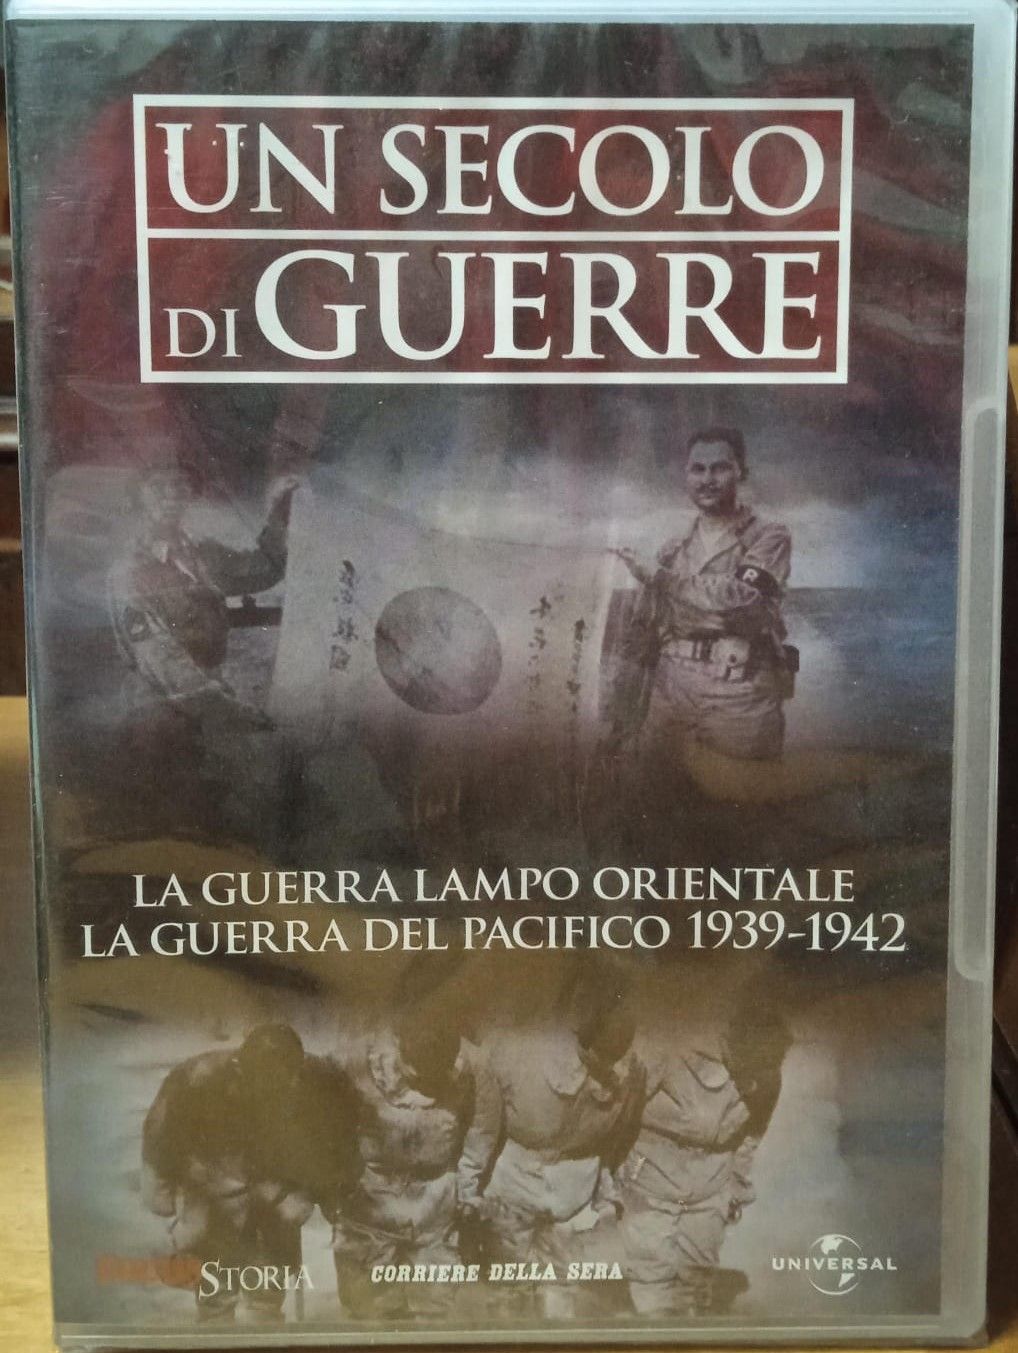 UN SECOLO
DI GUERRE
R
LA GUERRA LAMPO ORIENTALE
LA GUERRA DEL PACIFICO 1939-1942
STORIA
CORRIERE DELLA SERA
UNIVERSAL